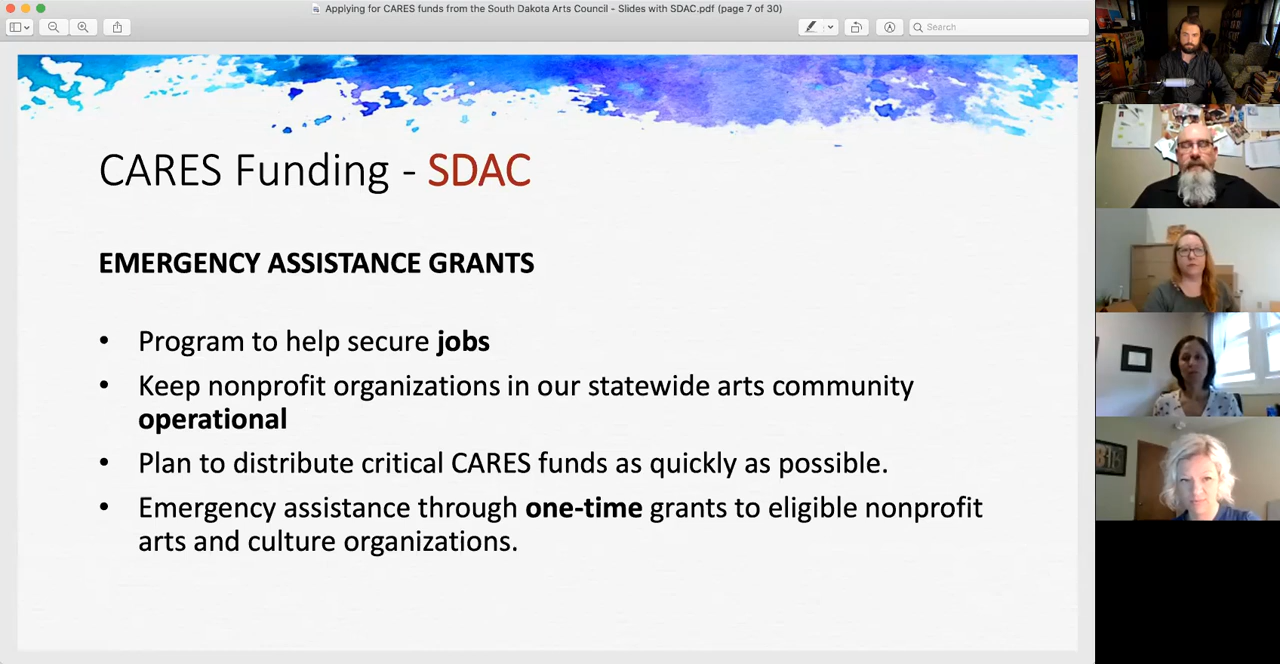 Applying for CARES funds from the South Dakota Arts Council - Slides with SDAC.pdf (page 7 of 30)
Search
CARES Funding - SDAC
EMERGENCY ASSISTANCE GRANTS
• Program to help secure jobs
• Keep nonprofit organizations in our statewide arts community
operational
• Plan to distribute critical CARES funds as quickly as possible.
• Emergency assistance through one-time grants to eligible nonprofit
arts and culture organizations.